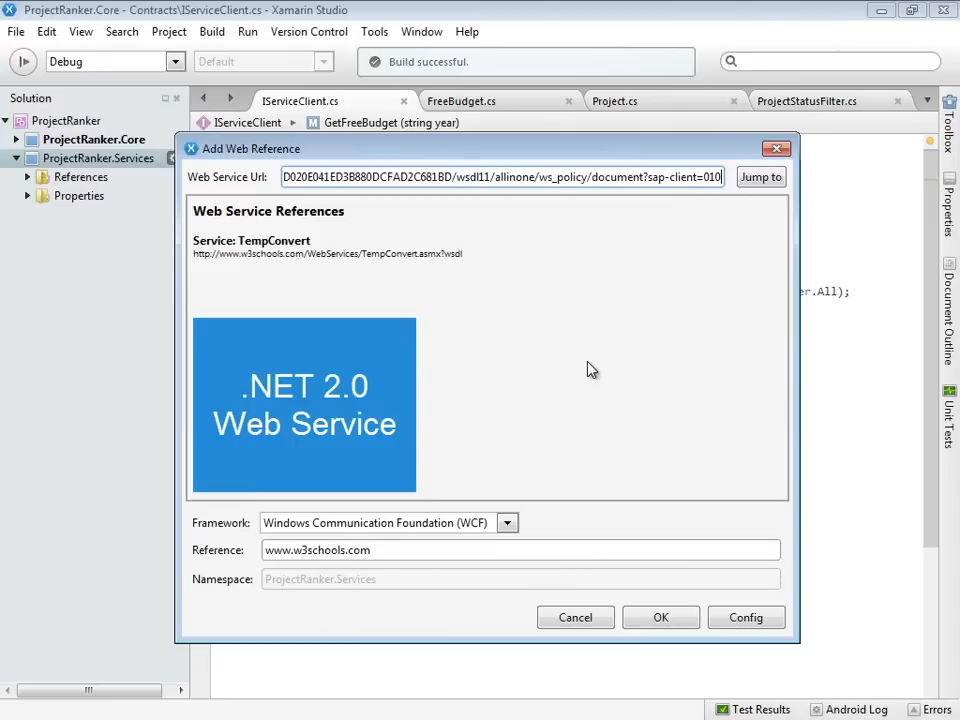 ProjectRanker.Core - Contracts\IServiceClient.cs - Xamarin Studio
File Edit View Search Project Build Run Version Control Tools Window Help
Debug Default Build successful.
Solution
IServiceClient.cs FreeBudget.cs Project.cs ProjectStatusFilter.cs
IServiceClient GetFreeBudget (string year)
ProjectRanker
ProjectRanker.Core
ProjectRanker.Services
References
Properties
Add Web Reference
Web Service Url: D020E041ED3B880DCFAD2C681BD/wsdl11/allinone/ws_policy/document?sap-client=010 Jump to
Web Service References
Service: TempConvert
http://www.w3schools.com/WebServices/TempConvert.asmx?wsdl
.NET 2.0
Web Service
er.All);
Framework: Windows Communication Foundation (WCF)
Reference: www.w3schools.com
Namespace: ProjectRanker.Services
Cancel OK Config
Toolbox
Properties
Document Outline
Unit Tests
Test Results Android Log Errors